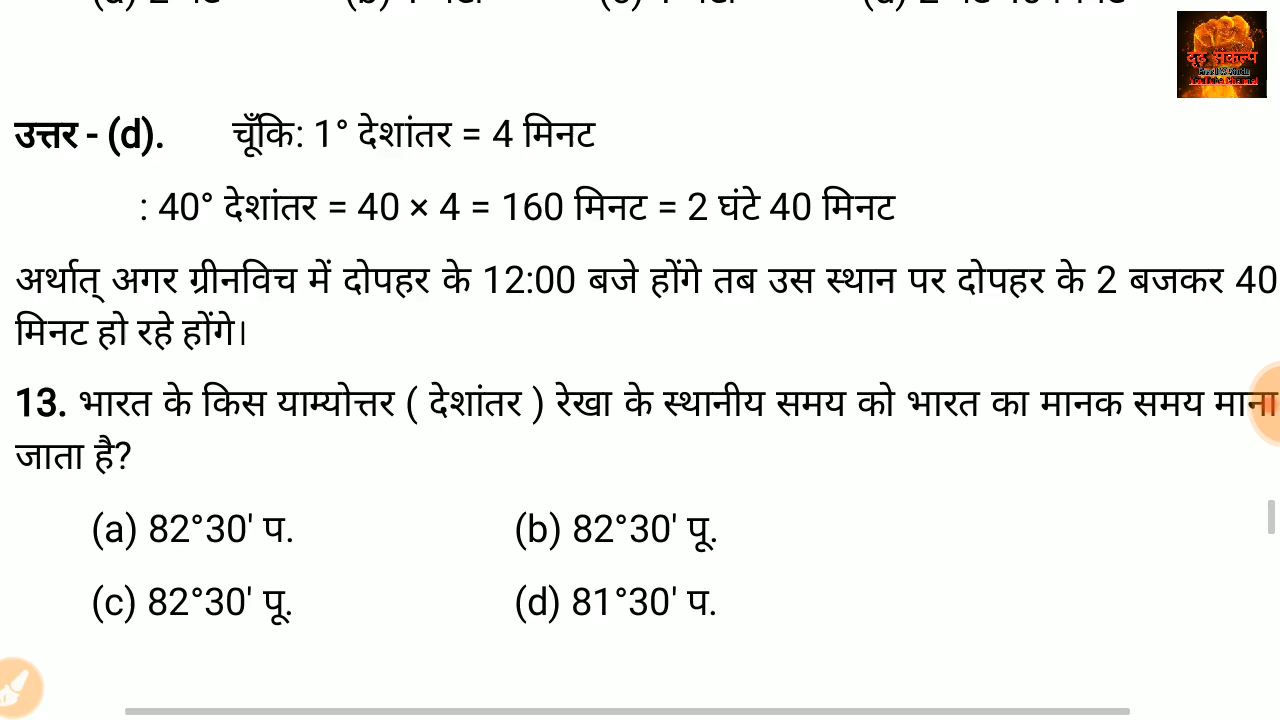 उत्तर - (d). चूँकि: 1° देशांतर = 4 मिनट
: 40° देशांतर = 40 × 4 = 160 मिनट = 2 घंटे 40 मिनट
अर्थात् अगर ग्रीनविच में दोपहर के 12:00 बजे होंगे तब उस स्थान पर दोपहर के 2 बजकर 40
मिनट हो रहे होंगे।
13. भारत के किस याम्योत्तर ( देशांतर ) रेखा के स्थानीय समय को भारत का मानक समय माना
जाता है?
(a) 82°30' प. (b) 82°30' पू.
(c) 82°30' पू. (d) 81°30' प.
दृढ़ संकल्प